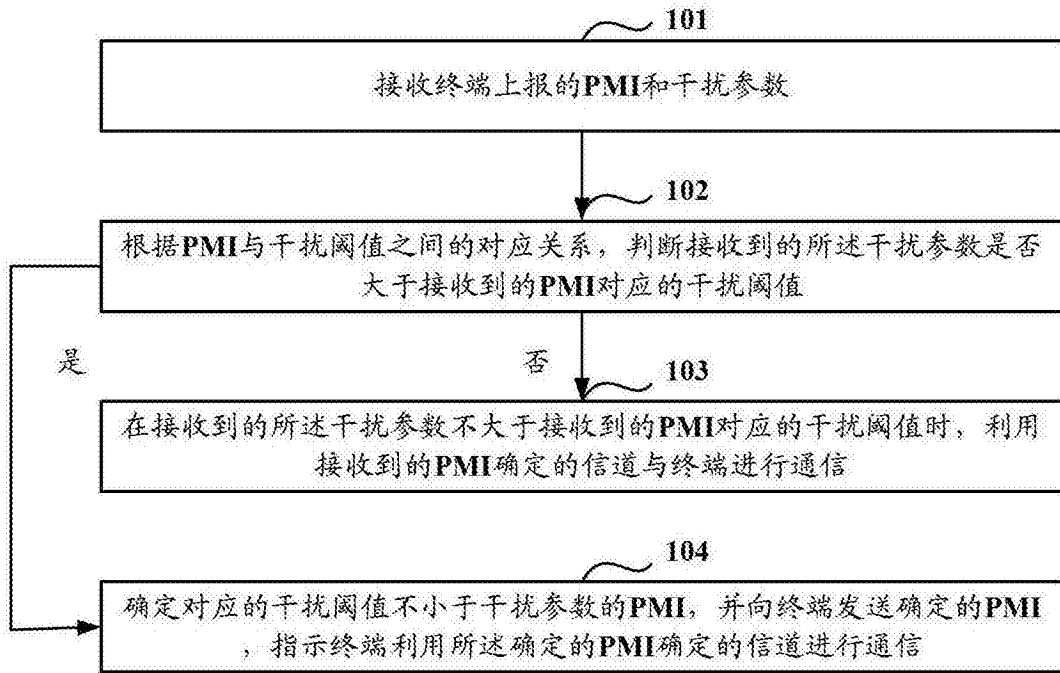 101
接收终端上报的PMI和干扰参数
102
根据PMI与干扰阈值之间的对应关系，判断接收到的所述干扰参数是否
大于接收到的PMI对应的干扰阈值
是
否
103
在接收到的所述干扰参数不大于接收到的PMI对应的干扰阈值时，利用
接收到的PMI确定的信道与终端进行通信
104
确定对应的干扰阈值不小于干扰参数的PMI，并向终端发送确定的PMI
，指示终端利用所述确定的PMI确定的信道进行通信